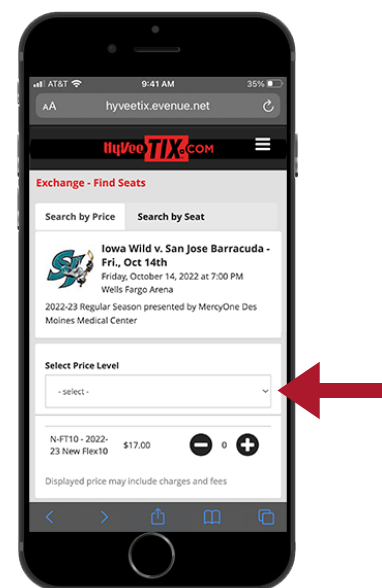 AT&T 9:41 AM 35%
AA hyveetix.evenue.net
HyVee TIX.COM
Exchange - Find Seats
Search by Price Search by Seat
Iowa Wild v. San Jose Barracuda -
Fri., Oct 14th
Friday, October 14, 2022 at 7:00 PM
Wells Fargo Arena
2022-23 Regular Season presented by MercyOne Des
Moines Medical Center
Select Price Level
- select -
N-FT10 - 2022-
23 New Flex10 $17.00 0
Displayed price may include charges and fees